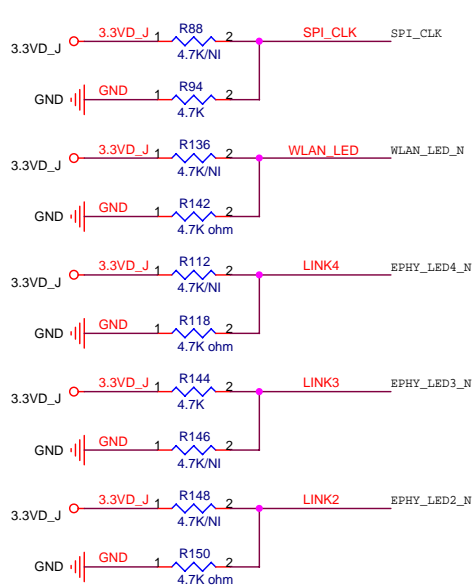 3.3VD_J 3.3VD_J 1 R88 2 SPI_CLK SPI_CLK
4.7K/NI
GND GND 1 R94 2
4.7K
3.3VD_J 3.3VD_J 1 R136 2 WLAN_LED WLAN_LED_N
4.7K/NI
GND GND 1 R142 2
4.7K ohm
3.3VD_J 3.3VD_J 1 R112 2 LINK4 EPHY_LED4_N
4.7K/NI
GND GND 1 R118 2
4.7K ohm
3.3VD_J 3.3VD_J 1 R144 2 LINK3 EPHY_LED3_N
4.7K
GND GND 1 R146 2
4.7K/NI
3.3VD_J 3.3VD_J 1 R148 2 LINK2 EPHY_LED2_N
4.7K/NI
GND GND 1 R150 2
4.7K ohm